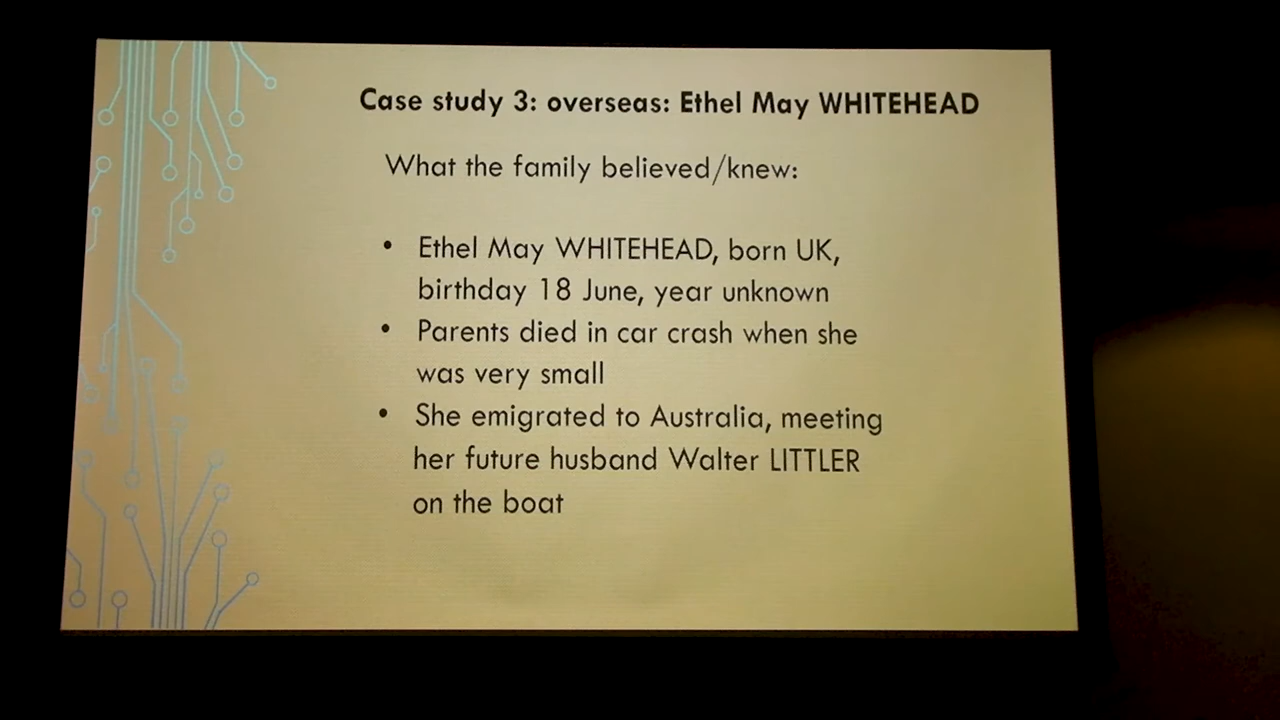 Case study 3: overseas: Ethel May WHITEHEAD
What the family believed/knew:
• Ethel May WHITEHEAD, born UK,
birthday 18 June, year unknown
• Parents died in car crash when she
was very small
• She emigrated to Australia, meeting
her future husband Walter LITTLER
on the boat